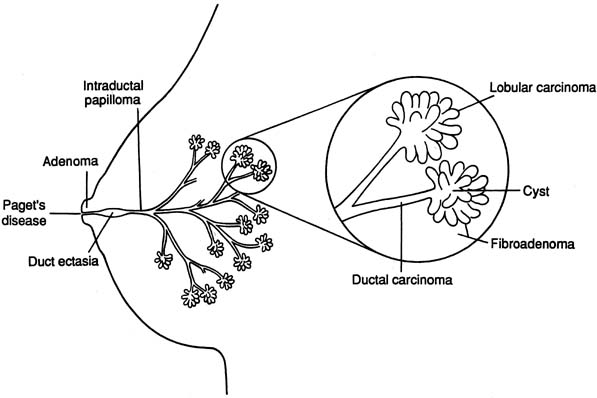 Intraductal
papilloma
Lobular carcinoma
Adenoma
Paget's
disease
Cyst
Duct ectasia
Fibroadenoma
Ductal carcinoma